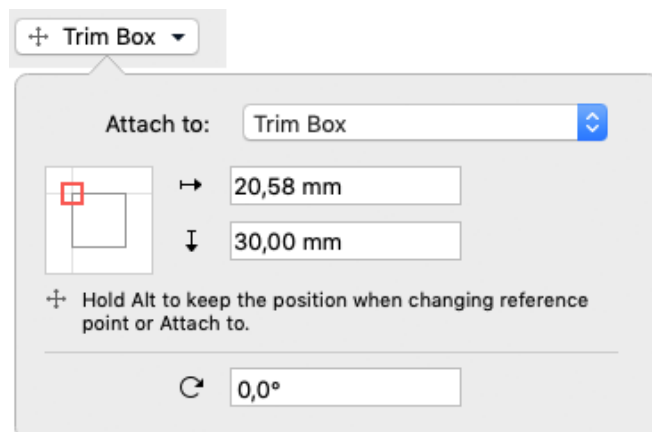 Trim Box
Attach to: Trim Box
20,58 mm
30,00 mm
Hold Alt to keep the position when changing reference
point or Attach to.
0,0°